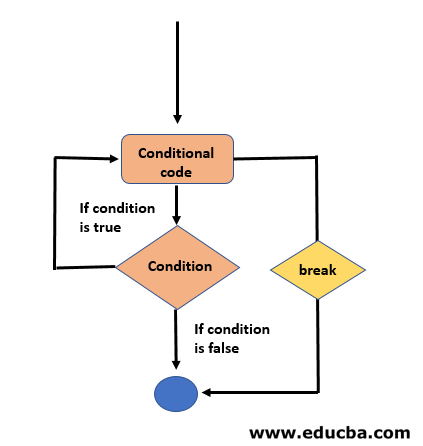 Conditional
code
If condition
is true
Condition
break
If condition
is false
www.educba.com